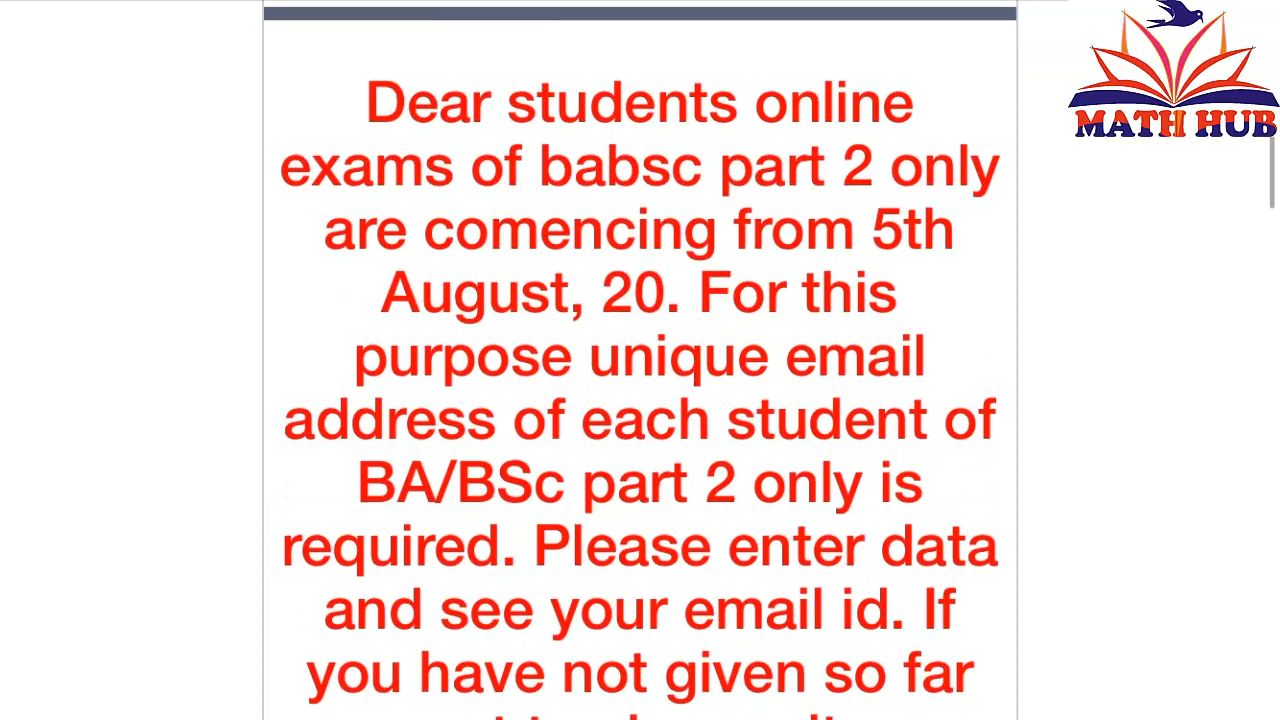 MATH HUB
Dear students online
exams of babsc part 2 only
are comencing from 5th
August, 20. For this
purpose unique email
address of each student of
BA/BSc part 2 only is
required. Please enter data
and see your email id. If
you have not given so far